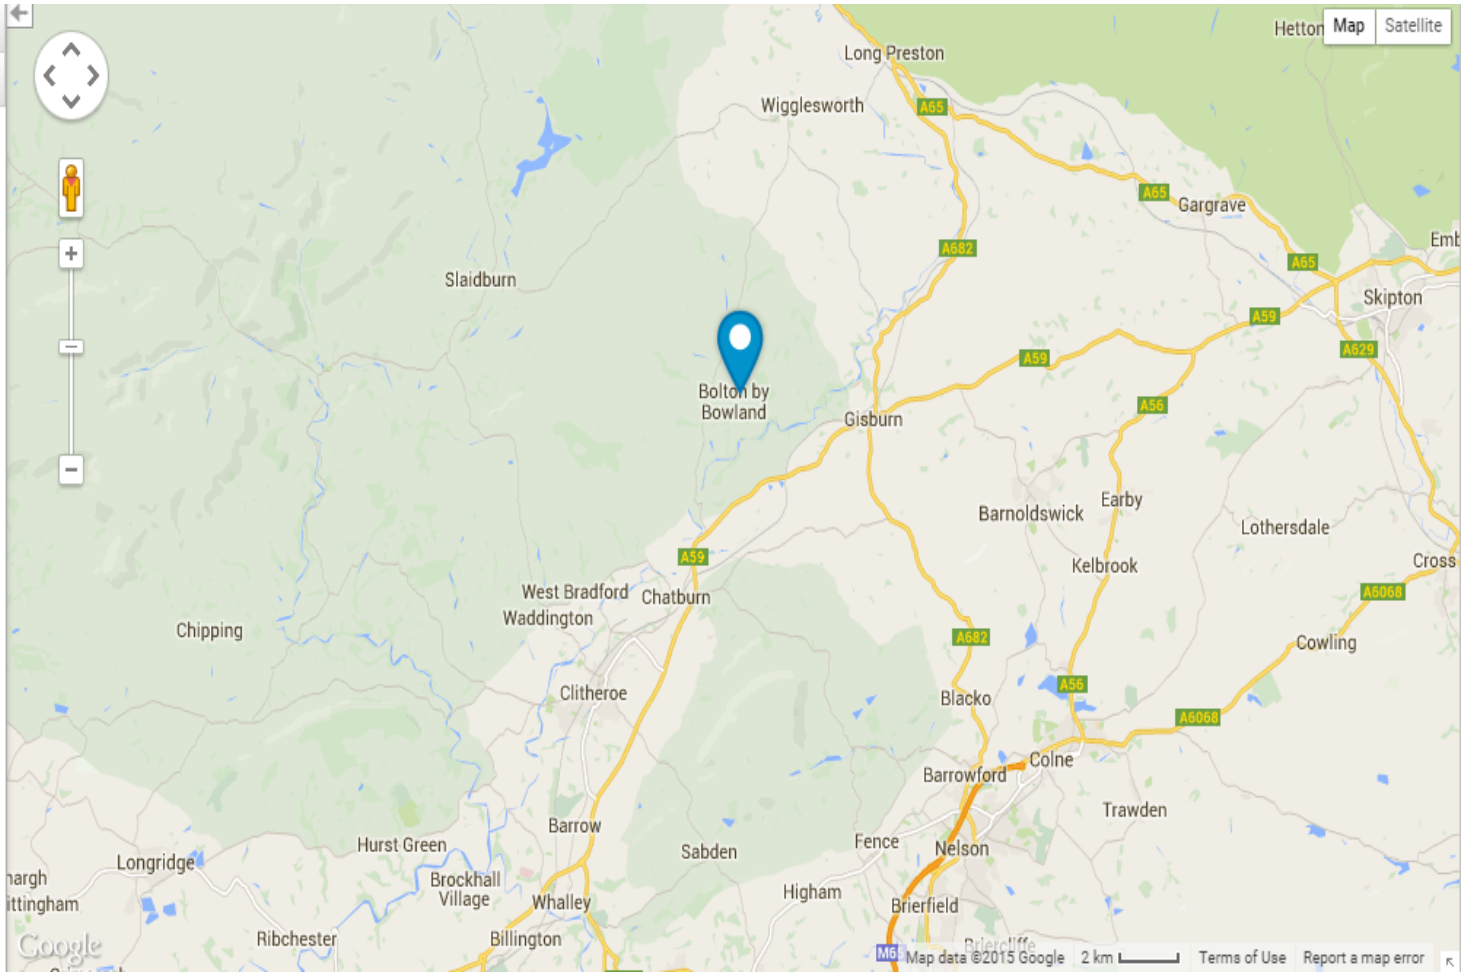 Hetton
Map
Satellite
Long Preston
Wigglesworth
A65
A65
Gargrave
Emb
A682
A65
Slaidburn
Skipton
A59
A629
A59
Bolton by
Bowland
A56
Gisburn
Earby
Barnoldswick
Lothersdale
A59
Cross
Kelbrook
West Bradford
A6068
Chatburn
Waddington
Chipping
A682
Cowling
Clitheroe
A56
Blacko
A6068
Colne
Barrowford
Trawden
Barrow
Hurst Green
Fence
Nelson
Sabden
Longridge
nargh
Brockhall
Village
Higham
ittingham
Whalley
Brierfield
Ribchester
Billington
Google
Briercliffe
M65
Map data ©2015 Google
2 km
Terms of Use
Report a map error